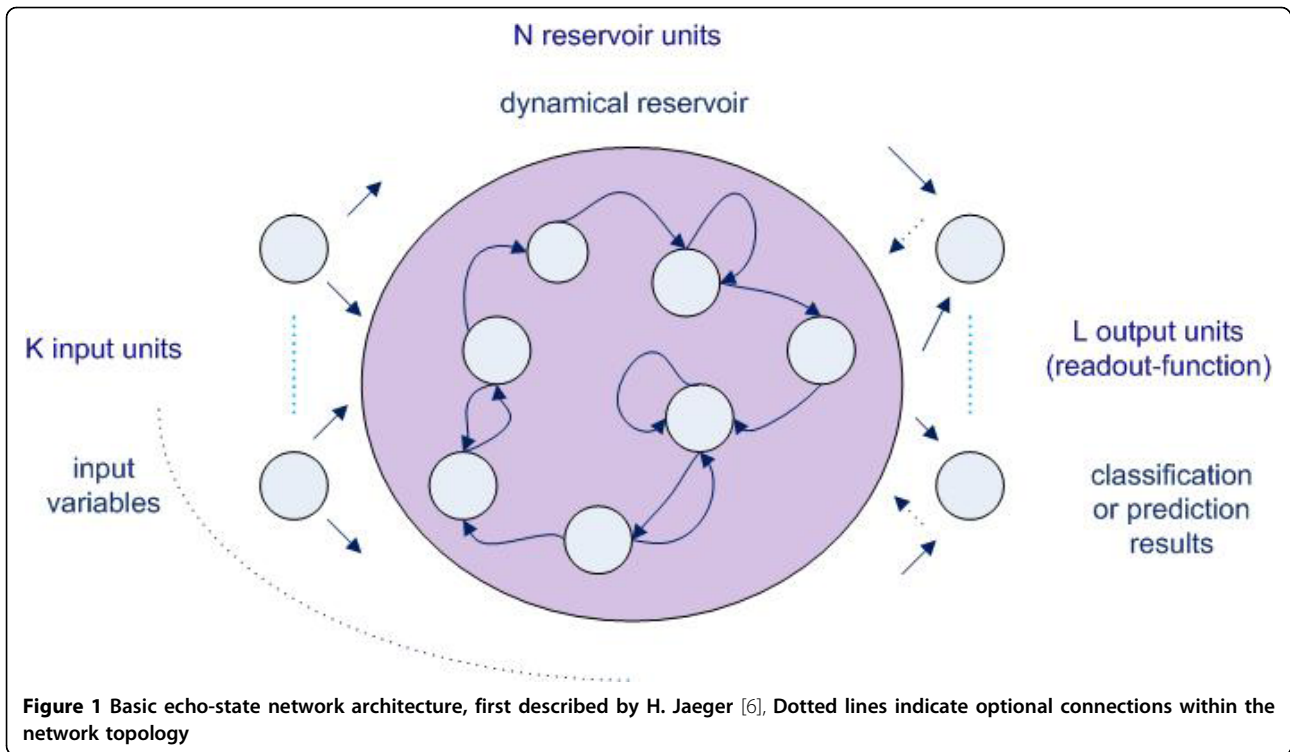 N reservoir units
dynamical reservoir
K input units
input
variables
L output units
(readout-function)
classification
or prediction
results
Figure 1 Basic echo-state network architecture, first described by H. Jaeger [6], Dotted lines indicate optional connections within the
network topology